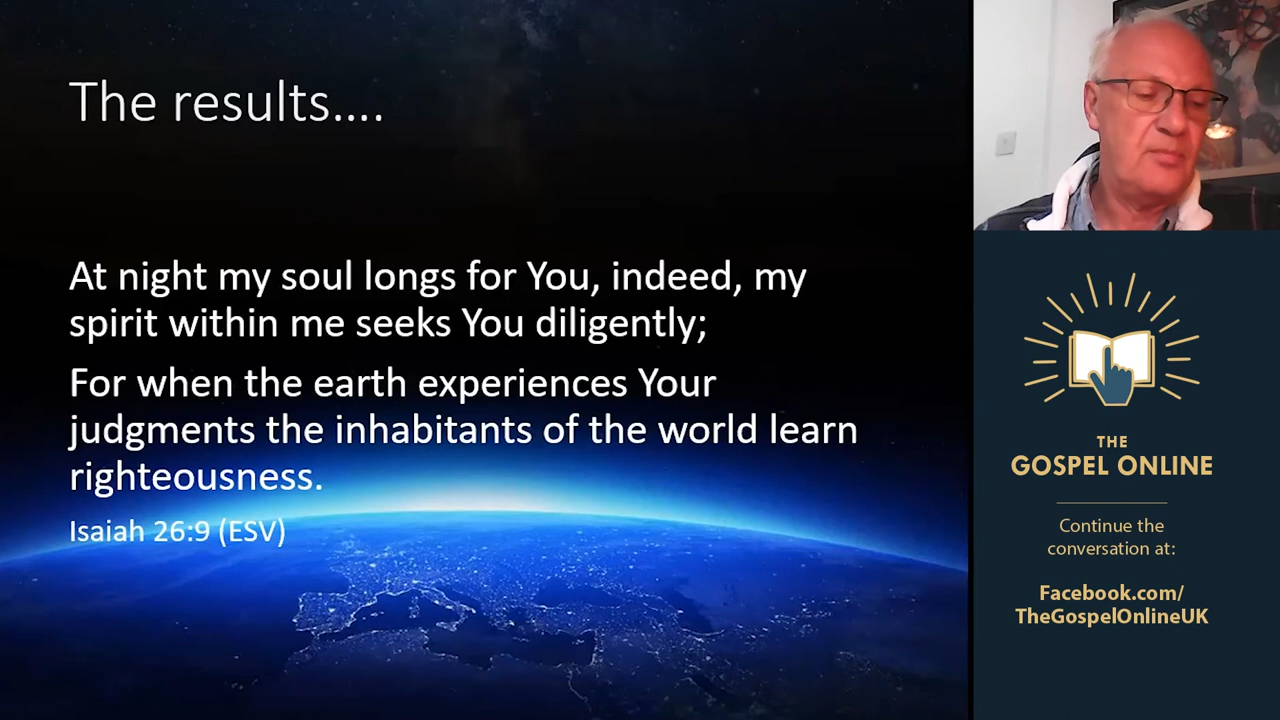 The results....
At night my soul longs for You, indeed, my
spirit within me seeks You diligently;
For when the earth experiences Your
judgments the inhabitants of the world learn
righteousness.
Isaiah 26:9 (ESV)
THE
GOSPEL ONLINE
Continue the
conversation at:
Facebook.com/
TheGospelOnlineUK